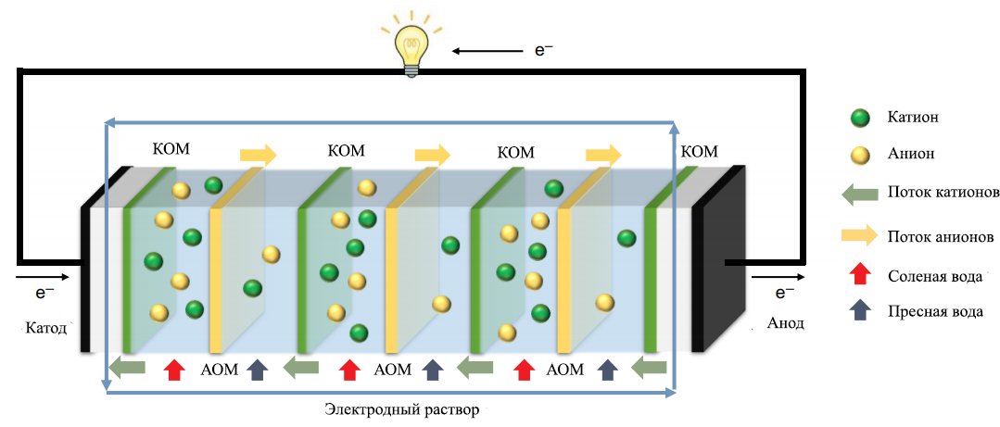 e–
КОМ
КОМ
КОМ
КОМ
e–
Катод
e–
Анод
АОМ
АОМ
АОМ
Электродный раствор
Катион
Анион
Поток катионов
Поток анионов
Соленая вода
Пресная вода